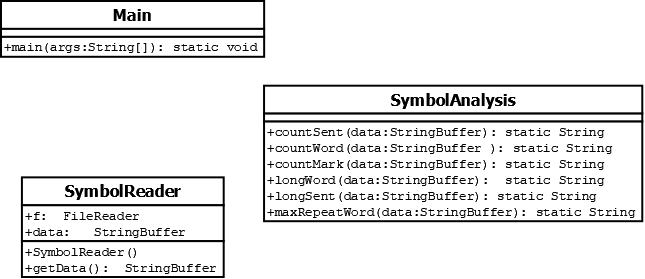 Main
+main(args:String[]): static void
SymbolAnalysis
+countSent(data:StringBuffer): static String
+countWord(data:StringBuffer ): static String
+countMark(data:StringBuffer): static String
+longWord(data:StringBuffer):  static String
+longSent(data:StringBuffer): static String
+maxRepeatWord(data:StringBuffer): static String
SymbolReader
+f:  FileReader
+data:  StringBuffer
+SymbolReader()
+getData(): StringBuffer